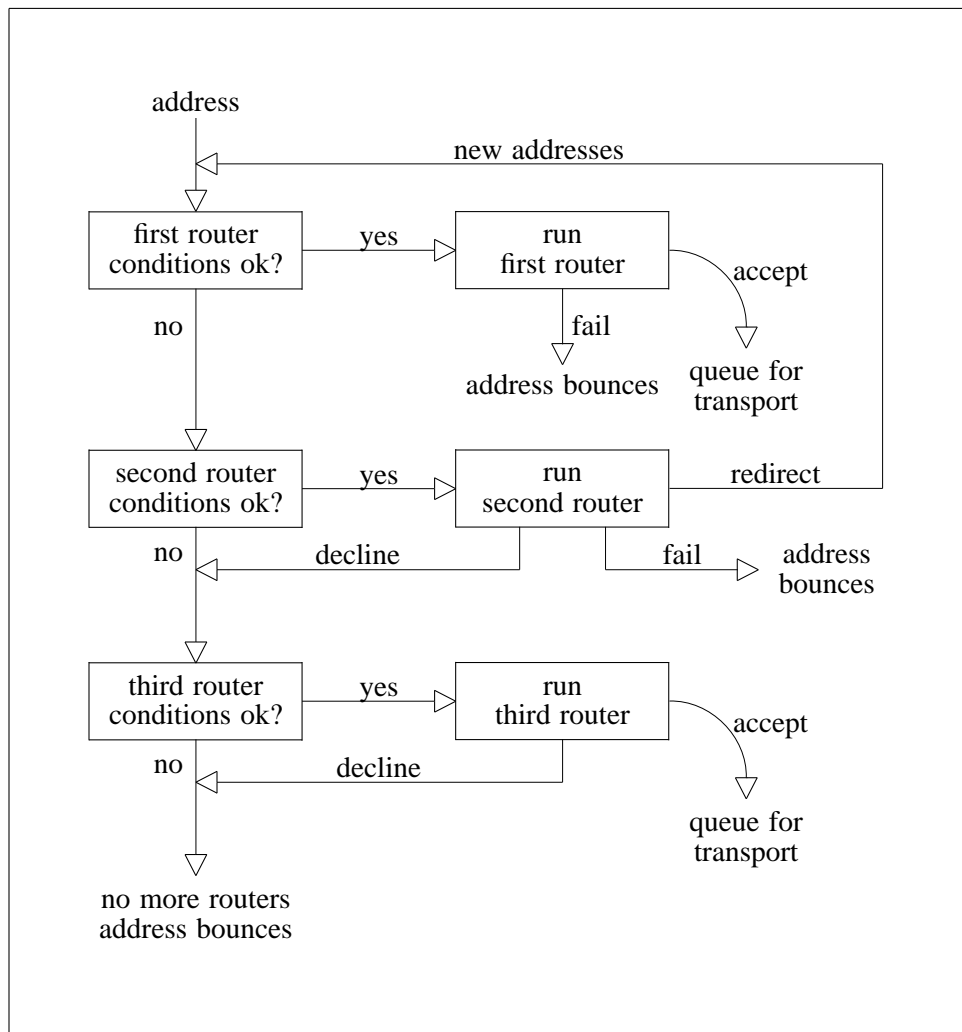 address
new addresses
first router
conditions ok?
yes
run
first router
accept
no
fail
address bounces
queue for
transport
second router
conditions ok?
yes
run
second router
redirect
no
decline
fail
address
bounces
third router
conditions ok?
yes
run
third router
accept
no
decline
queue for
transport
no more routers
address bounces